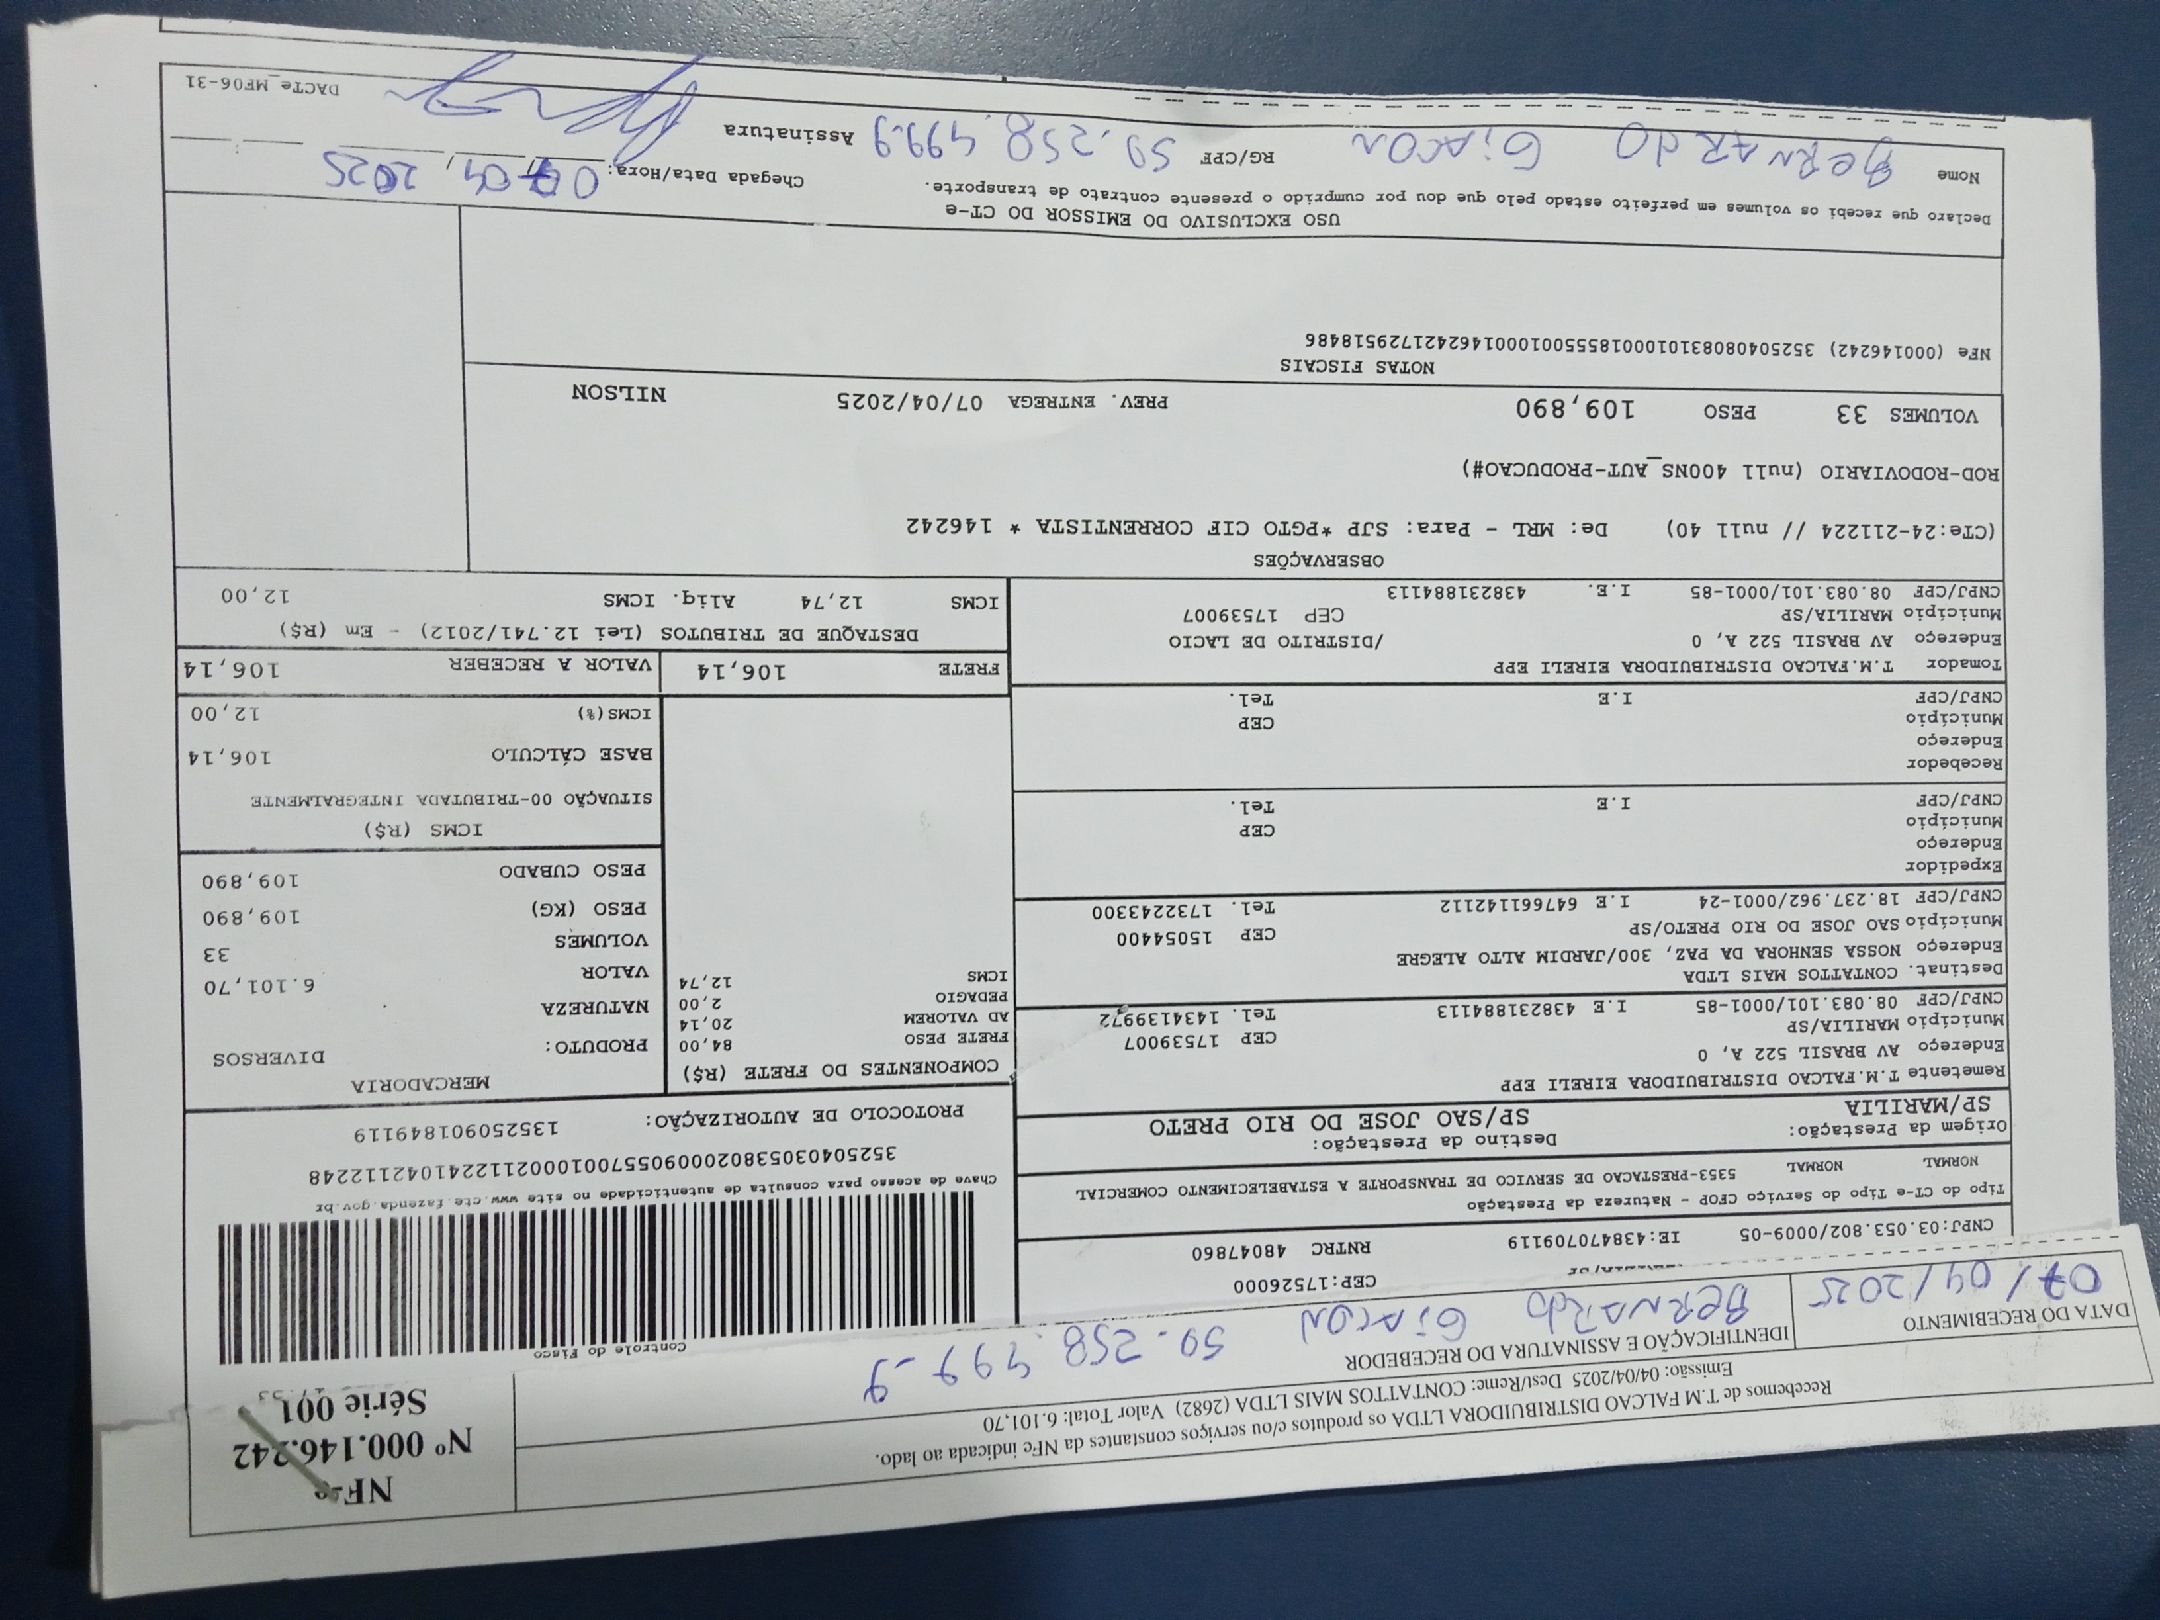 Recebemos de T.M FALCAO DISTRIBUIDORA LTDA os produtos e/ou serviços constantes da NFe indicada ao lado.
Emissão: 04/04/2025 Dest/Reme: CONTATTOS MAIS LTDA (2682) Valor Total: 6.101,70
DATA DO RECEBIMENTO
07/04/2025
IDENTIFICAÇÃO E ASSINATURA DO RECEBEDOR
BERNARDO GiACON 59.258.499-9
NF-e
Nº 000.146.242
Série 001
Controle do Fisco
CEP:17526000
CNPJ:03.053.802/0009-05 IE:43847079119 RNTRC 48047860
Tipo do CT-e Tipo do Serviço CFOP - Natureza da Prestação
NORMAL NORMAL 5353-PRESTACAO DE SERVICO DE TRANSPORTE A ESTABELECIMENTO COMERCIAL
Origem da Prestação: Destino da Prestação:
SP/MARILIA SP/SAO JOSE DO RIO PRETO
Chave de acesso para consulta de autenticidade no site www.cte.fazenda.gov.br
PROTOCOLO DE AUTORIZAÇÃO: 135250901849119
Remetente T.M.FALCAO DISTRIBUIDORA EIRELI EPP
Endereço AV BRASIL 522 A, 0
Município MARILIA/SP CEP 17539007
CNPJ/CPF 08.083.101/0001-85 I.E 438231884113 Tel. 1434139972
Destinat. CONTATTOS MAIS LTDA
Endereço NOSSA SENHORA DA PAZ, 300/JARDIM ALTO ALEGRE
Município SAO JOSE DO RIO PRETO/SP CEP 15054400
CNPJ/CPF 18.237.962/0001-24 I.E 647661142112 Tel. 1732243300
Expedidor
Endereço
Município CEP
CNPJ/CPF I.E Tel.
Recebedor
Endereço
Município CEP
CNPJ/CPF I.E Tel.
Tomador T.M.FALCAO DISTRIBUIDORA EIRELI EPP
Endereço AV BRASIL 522 A, 0 /DISTRITO DE LACIO
Município MARILIA/SP CEP 17539007
CNPJ/CPF 08.083.101/0001-85 I.E. 438231884113
COMPONENTES DO FRETE (R$)
FRETE PESO 84,00
AD VALOREM 20,14
PEDAGIO 2,00
ICMS 12,74
MERCADORIA
PRODUTO: DIVERSOS
NATUREZA
VALOR 6.101,70
VOLUMES 33
PESO (KG) 109,890
PESO CUBADO 109,890
ICMS (R$)
SITUAÇÃO 00-TRIBUTADA INTEGRALMENTE
BASE CÁLCULO 106,14
ICMS(%) 12,00
FRETE 106,14 VALOR A RECEBER 106,14
DESTAQUE DE TRIBUTOS (Lei 12.741/2012) - Em (R$)
ICMS 12,74 Aliq. ICMS 12,00
OBSERVAÇÕES
(CTe:24-211224 // null 40) De: MRL - Para: SJP *PGTO CIF CORRENTISTA * 146242
ROD-RODOVIARIO (null 400NS_AUT-PRODUCAO#)
VOLUMES 33 PESO 109,890 PREV. ENTREGA 07/04/2025 NILSON
NOTAS FISCAIS
NFe (000146242) 35250408083101000185550010001462421729518486
USO EXCLUSIVO DO EMISSOR DO CT-e
Declaro que recebi os volumes em perfeito estado pelo que dou por cumprido o presente contrato de transporte.
Chegada Data/Hora: 07/04/2025
Nome BERNARDO GiACON RG/CPF 59.258.499.9 Assinatura
DACTe_MF06-31